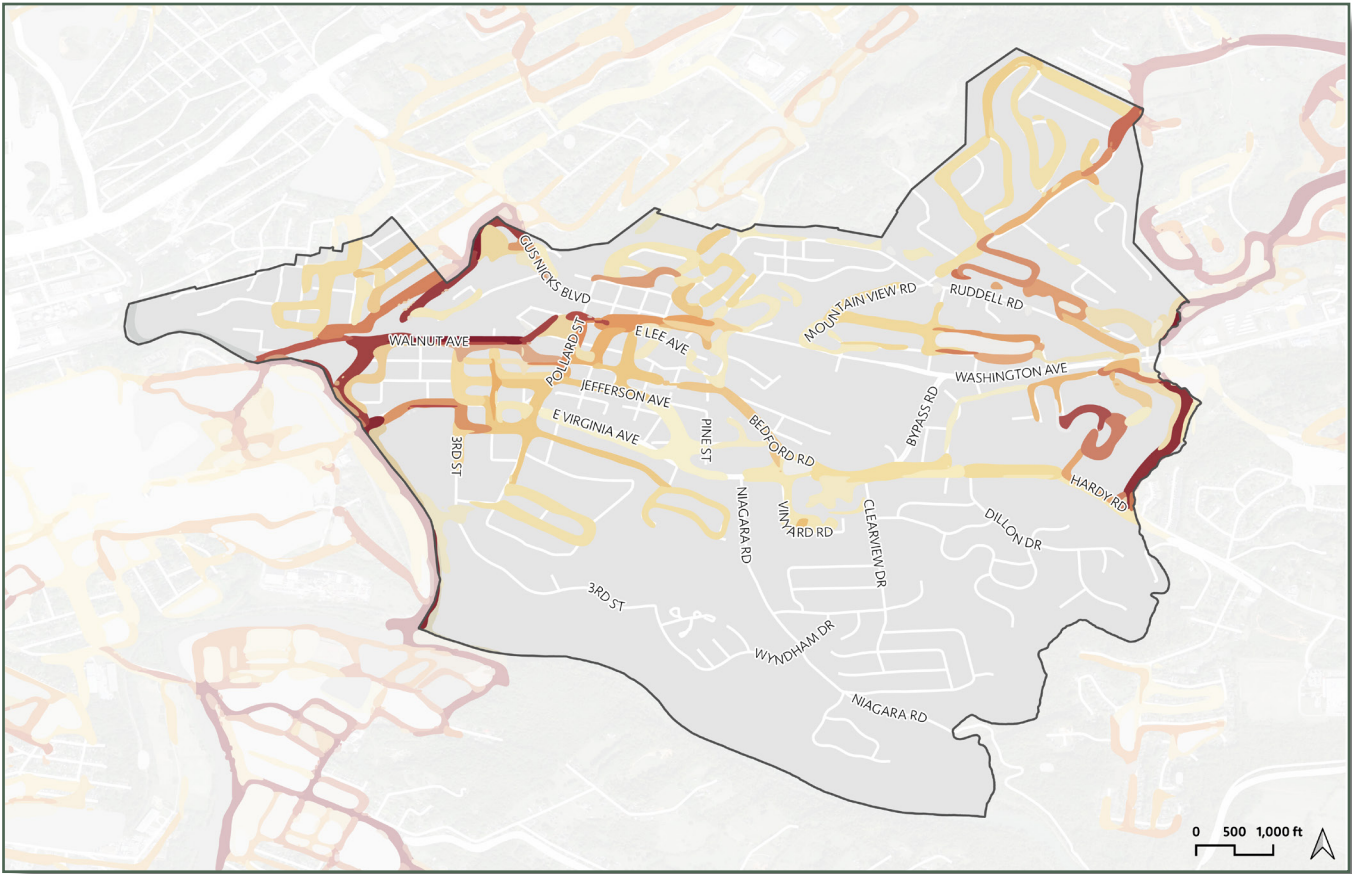 GUS NICKS BLVD
MOUNTAIN VIEW RD
RUDDELL RD
WALNUT AVE
POLLARD ST
E LEE AVE
WASHINGTON AVE
JEFFERSON AVE
BYPASS RD
E VIRGINIA AVE
PINE ST
BEDFORD RD
3RD ST
HARDY RD
NIAGARA RD
VINYARD RD
CLEARVIEW DR
DILLON DR
3RD ST
WYNDHAM DR
NIAGARA RD
0 500 1,000 ft